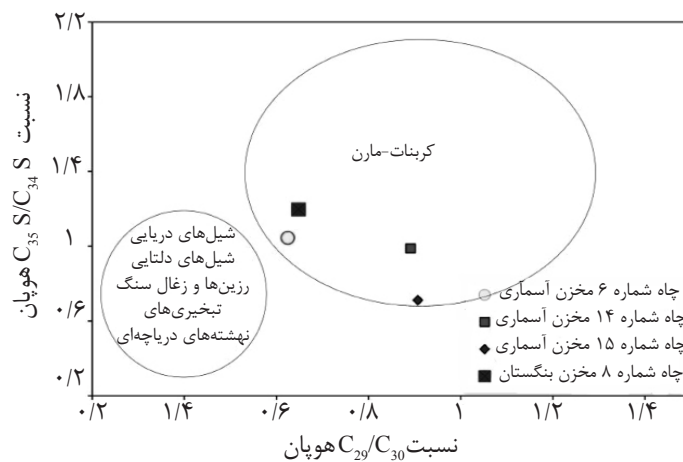 ۲/۲
۱/۸
۱/۴
۱
۰/۶
۰/۲
نسبت C₃₅ S/C₃₄ S هوپان
کربنات-مارن
شیل‌های دریایی
شیل‌های دلتایی
رزین‌ها و زغال سنگ
تبخیری‌های
نهشته‌های دریاچه‌ای
چاه شماره ۶ مخزن آسماری
چاه شماره ۱۴ مخزن آسماری
چاه شماره ۱۵ مخزن آسماری
چاه شماره ۸ مخزن بنگستان
۰/۲ ۱/۴ ۰/۶ ۰/۸ ۱ ۱/۲ ۱/۴
نسبت C₂₉/C₃₀ هوپان